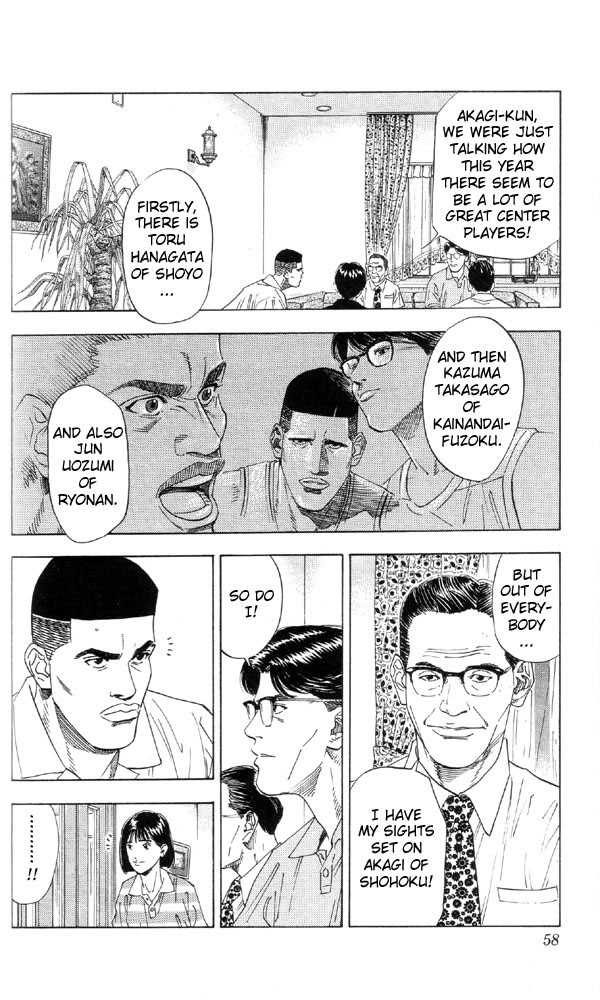 AKAGI-KUN,
WE WERE JUST
TALKING HOW
THIS YEAR
THERE SEEM TO
BE A LOT OF
GREAT CENTER
PLAYERS!
FIRSTLY,
THERE IS
TORU
HANAGATA
OF SHOYO
...
AND THEN
KAZUMA
TAKASAGO
OF
KAINANDAI-
FUZOKU.
AND ALSO
JUN
UOZUMI
OF
RYONAN.
BUT
OUT OF
EVERY-
BODY
...
I HAVE
MY SIGHTS
SET ON
AKAGI OF
SHOHOKU!
SO DO
I!
........
!!
58